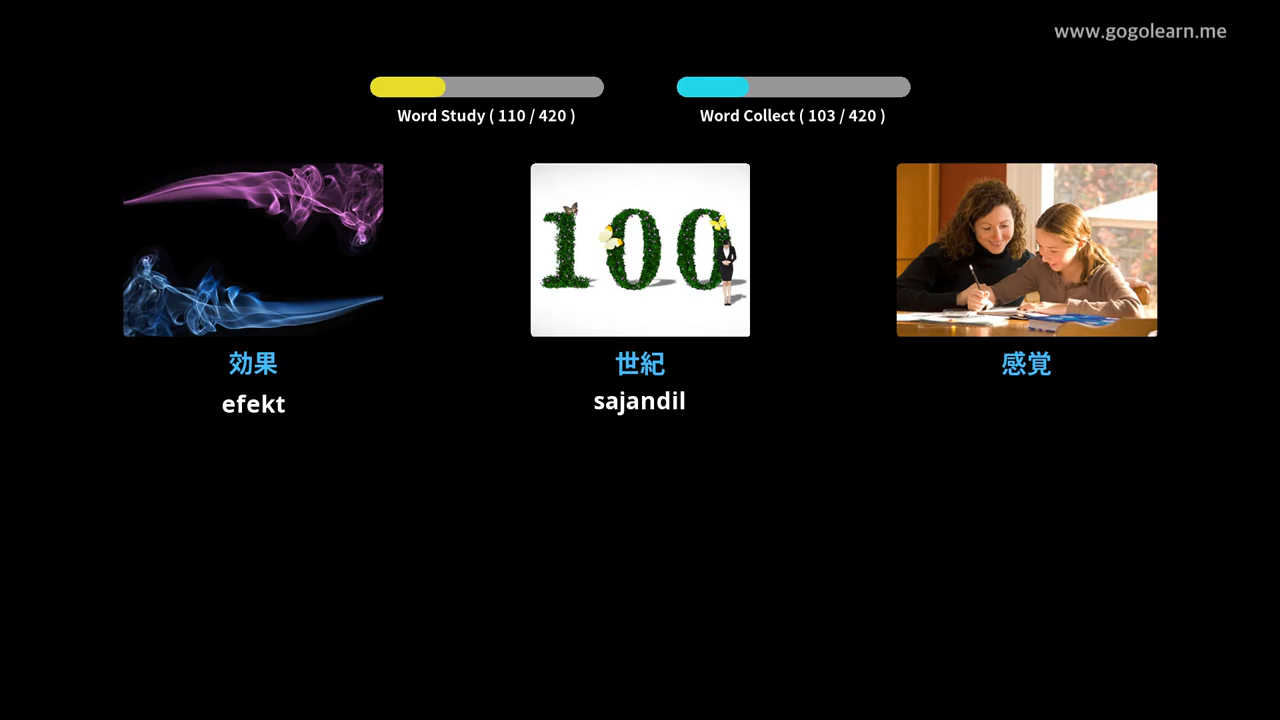 www.gogolearn.me
Word Study ( 110 / 420 )
Word Collect ( 103 / 420 )
100
効果
世紀
感覚
efekt
sajandil